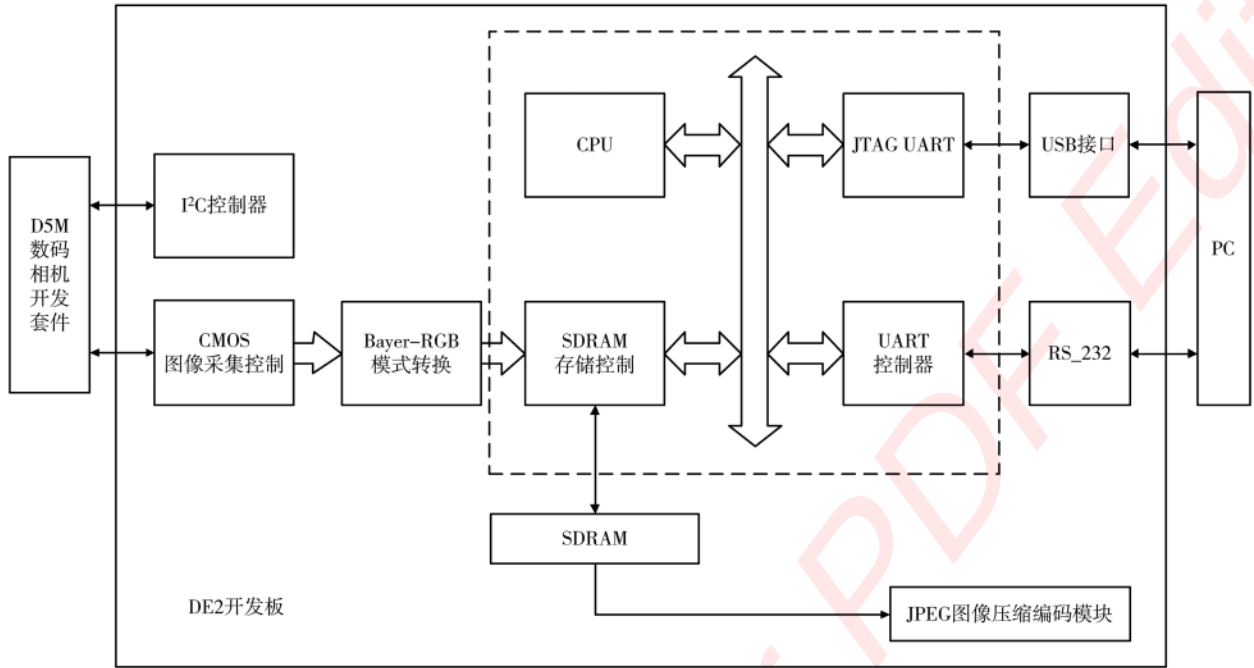 CPU
JTAG UART
USB接口
PC
D5M
数码
相机
开发
套件
I²C控制器
CMOS
图像采集控制
Bayer-RGB
模式转换
SDRAM
存储控制
UART
控制器
RS_232
SDRAM
DE2开发板
JPEG图像压缩编码模块
PDF Edit